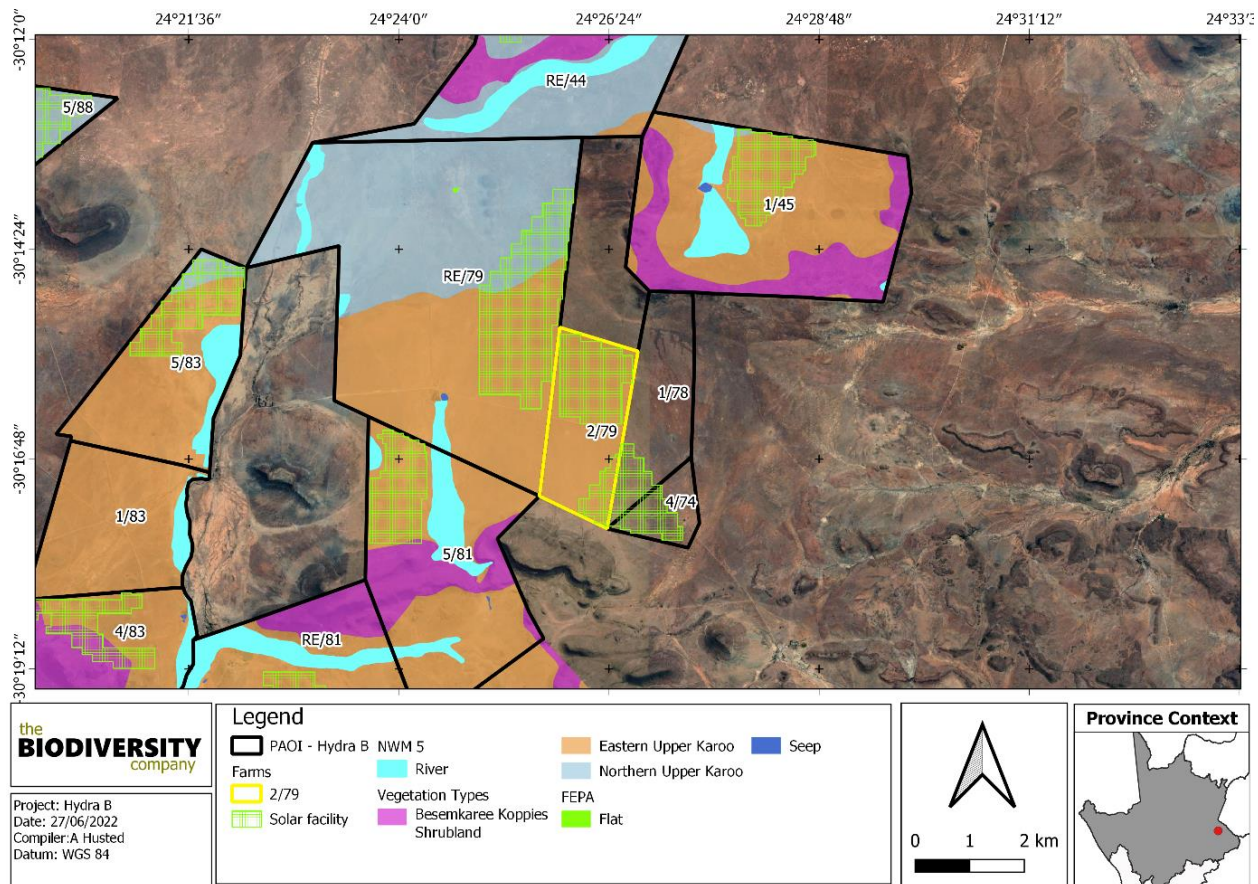 24°21'36" 24°24'0" 24°26'24" 24°28'48" 24°31'12"
-30°12'0"
-30°14'24"
-30°16'48"
-30°19'12"
RE/44
5/88
1/45
RE/79
5/83
1/78
2/79
4/74
1/83
5/81
4/83
RE/81
the
BIODIVERSITY
company
Project: Hydra B
Date: 27/06/2022
Compiler:A Husted
Datum: WGS 84
Legend
PAOI - Hydra B
Farms
2/79
Solar facility
NWM 5
River
Vegetation Types
Besemkaree Koppies
Shrubland
Eastern Upper Karoo
Northern Upper Karoo
FEPA
Flat
Seep
0 1 2 km
Province Context